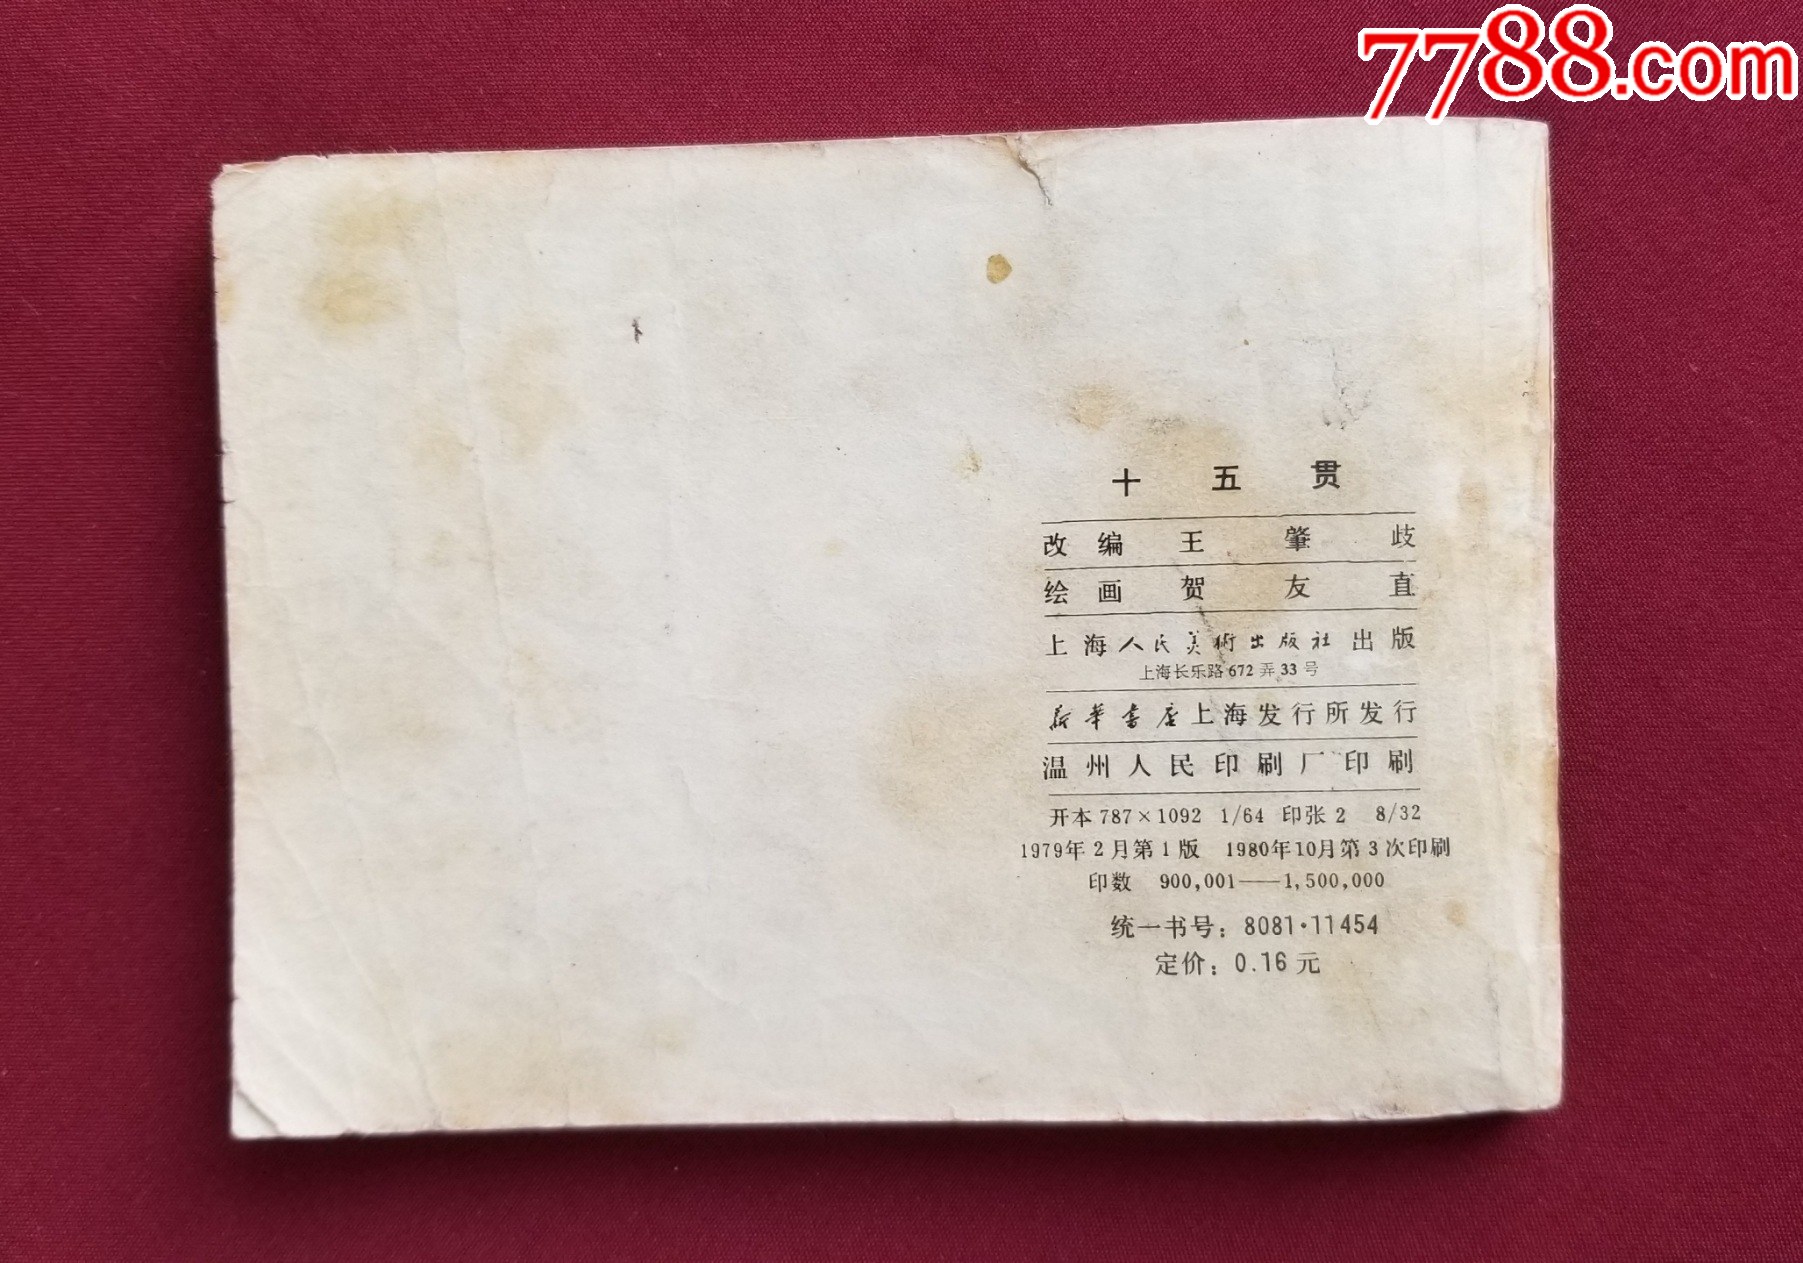 7788.com
十五贯
改编 王肇歧
绘画 贺友直
上海人民美術出版社出版
上海长乐路672弄33号
新华书店上海发行所发行
温州人民印刷厂印刷
开本 787×1092 1/64 印张 2 8/32
1979年2月第1版 1980年10月第3次印刷
印数 900,001——1,500,000
统一书号：8081·11454
定价：0.16元